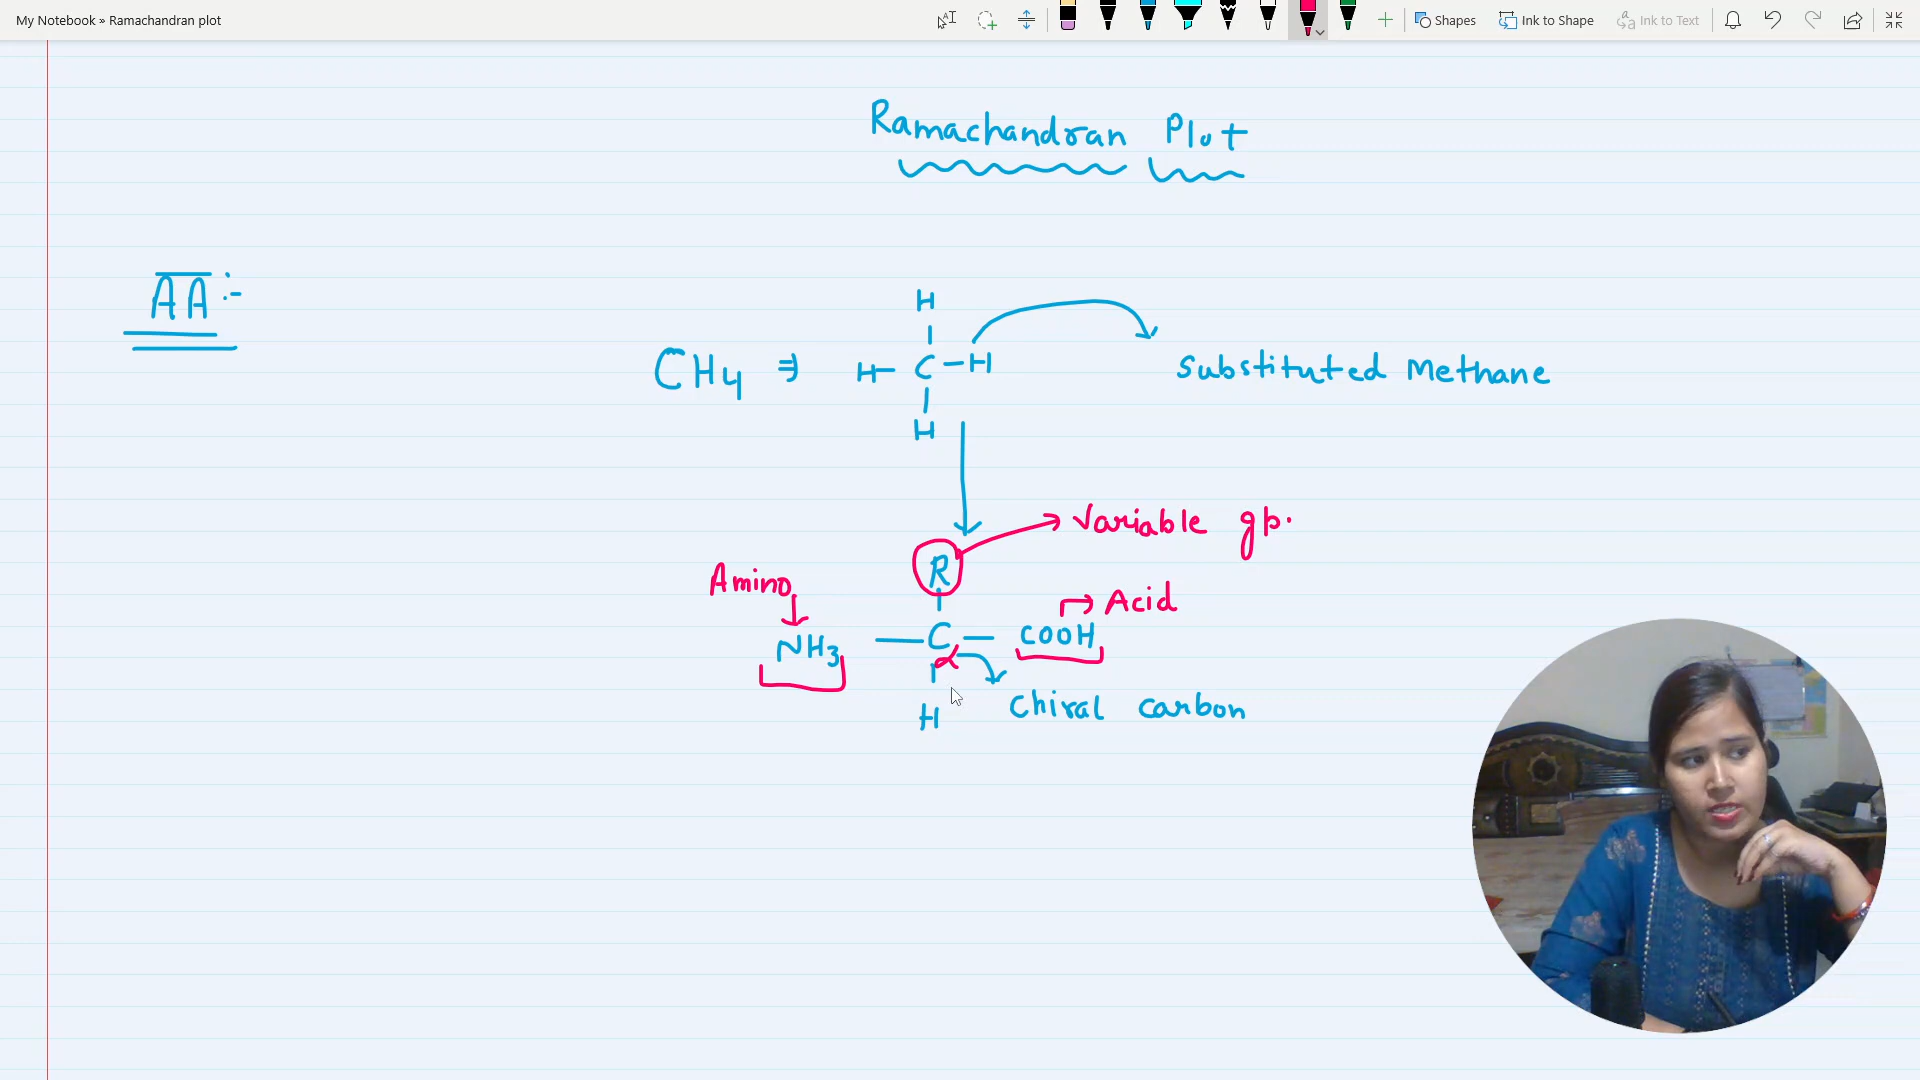 My Notebook » Ramachandran plot
Shapes Ink to Shape Ink to Text
Ramachandran Plot
AA :-
H
CH4 ⇒ H–C–H Substituted Methane
H
R Variable gp.
Amino Acid
NH3 — C — COOH
α
H Chiral carbon